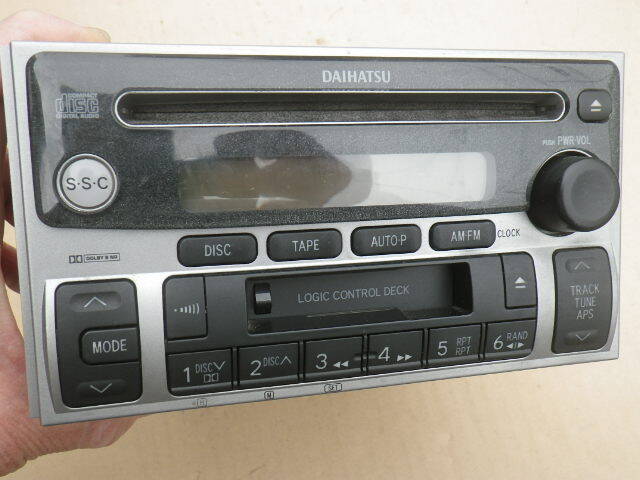 DAIHATSU
COMPACT
disc
DIGITAL AUDIO
PUSH PWR·VOL
S·S·C
DISC
TAPE
AUTO·P
AM·FM
CLOCK
DOLBY B NR
LOGIC CONTROL DECK
MODE
TRACK
TUNE
APS
1 DISC
2 DISC
3
4
5 RPT
RPT
6 RAND
H
M
SET